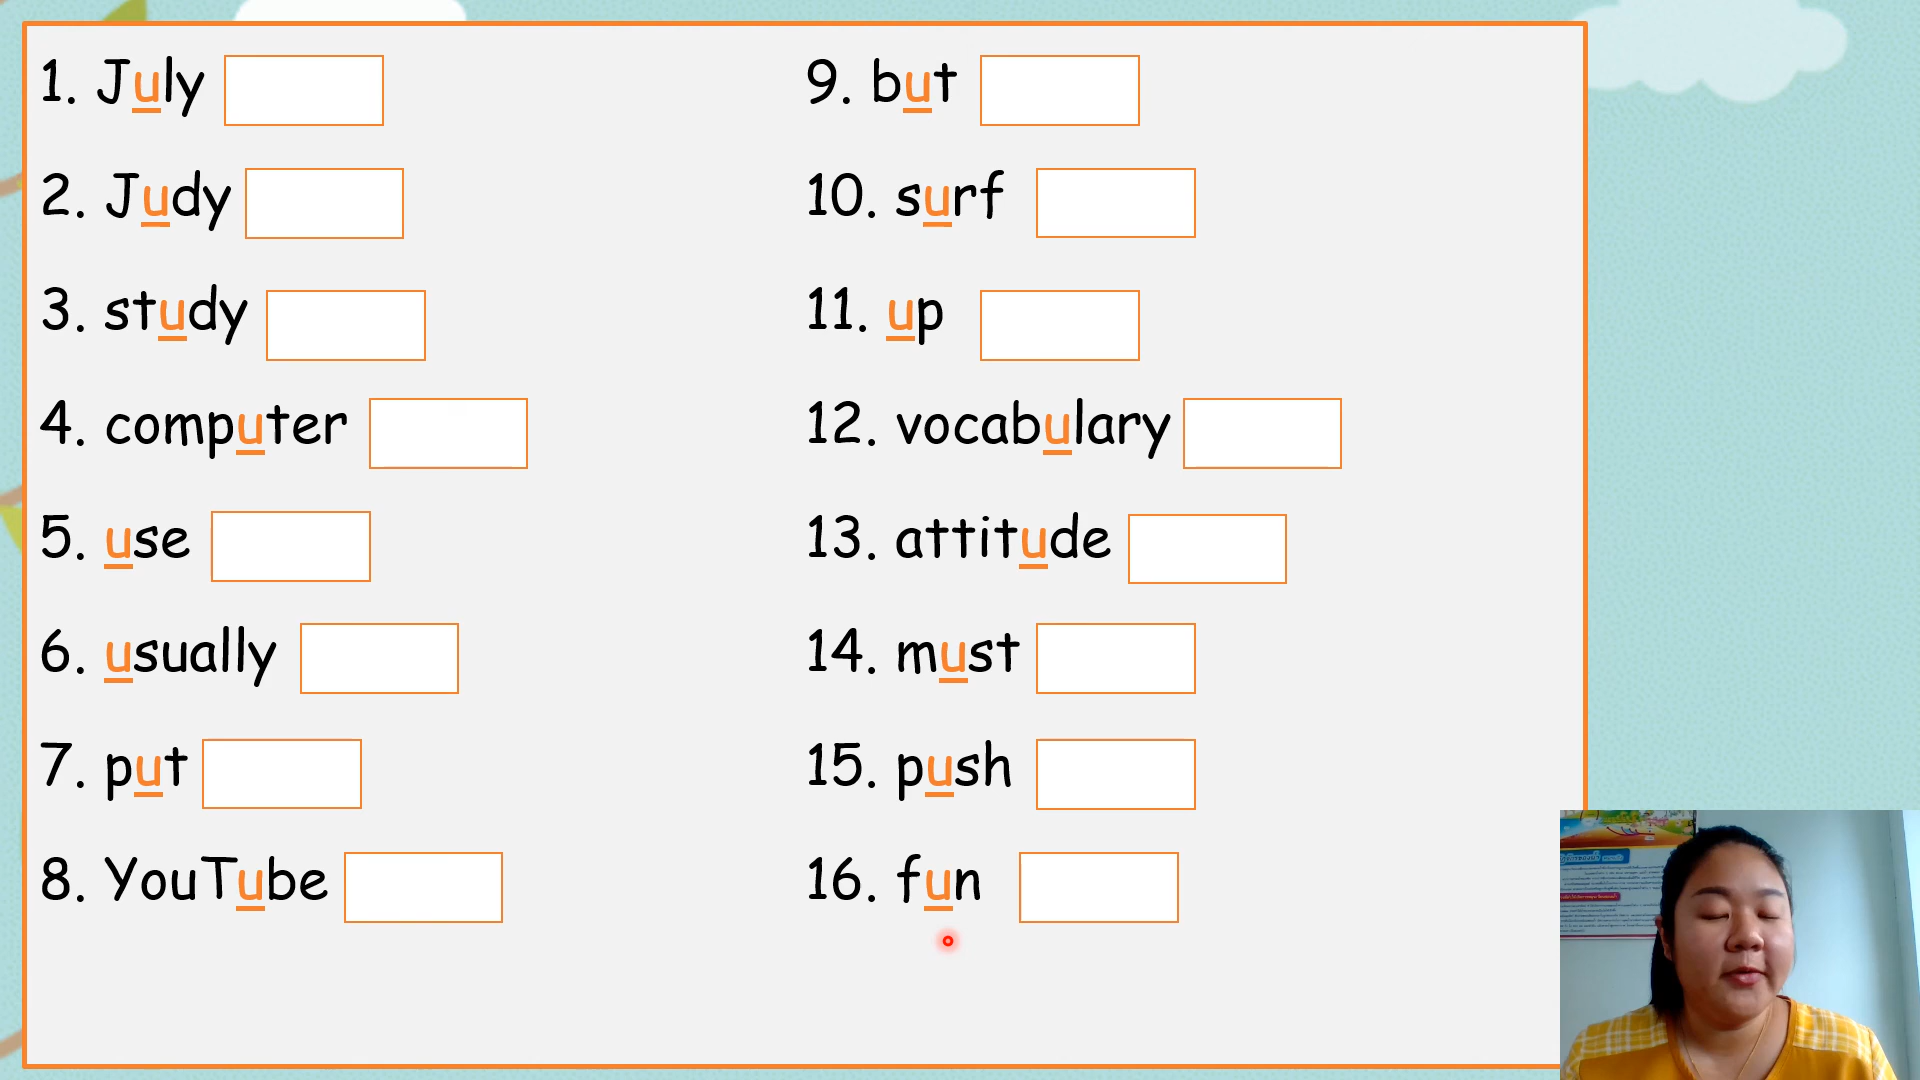 1. July
2. Judy
3. study
4. computer
5. use
6. usually
7. put
8. YouTube
9. but
10. surf
11. up
12. vocabulary
13. attitude
14. must
15. push
16. fun